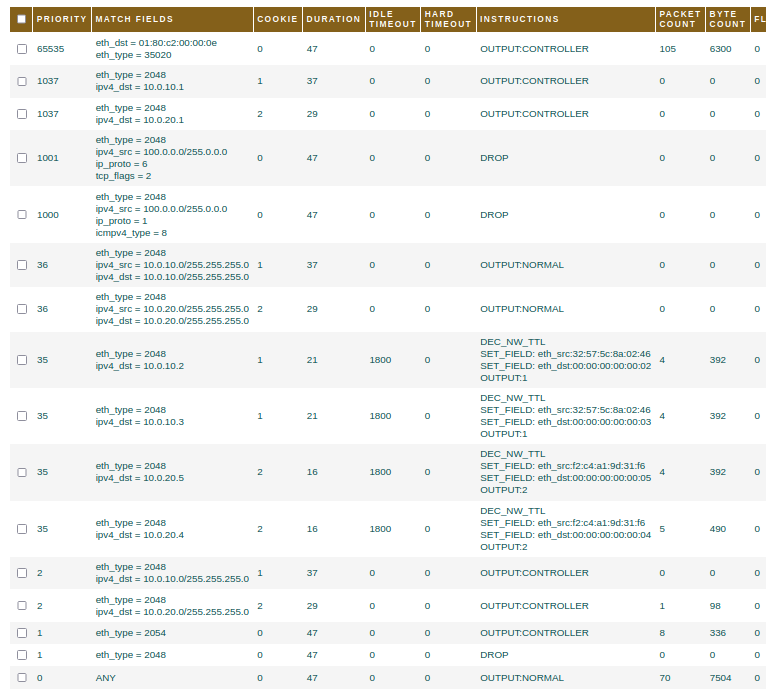 PRIORITY MATCH FIELDS COOKIE DURATION IDLE TIMEOUT HARD TIMEOUT INSTRUCTIONS PACKET COUNT BYTE COUNT FL
65535
eth_dst = 01:80:c2:00:00:0e
eth_type = 35020
0 47 0 0 OUTPUT:CONTROLLER 105 6300 0
1037
eth_type = 2048
ipv4_dst = 10.0.10.1
1 37 0 0 OUTPUT:CONTROLLER 0 0 0
1037
eth_type = 2048
ipv4_dst = 10.0.20.1
2 29 0 0 OUTPUT:CONTROLLER 0 0 0
1001
eth_type = 2048
ipv4_src = 100.0.0.0/255.0.0.0
ip_proto = 6
tcp_flags = 2
0 47 0 0 DROP 0 0 0
1000
eth_type = 2048
ipv4_src = 100.0.0.0/255.0.0.0
ip_proto = 1
icmpv4_type = 8
0 47 0 0 DROP 0 0 0
36
eth_type = 2048
ipv4_src = 10.0.10.0/255.255.255.0
ipv4_dst = 10.0.10.0/255.255.255.0
1 37 0 0 OUTPUT:NORMAL 0 0 0
36
eth_type = 2048
ipv4_src = 10.0.20.0/255.255.255.0
ipv4_dst = 10.0.20.0/255.255.255.0
2 29 0 0 OUTPUT:NORMAL 0 0 0
35
eth_type = 2048
ipv4_dst = 10.0.10.2
1 21 1800 0
DEC_NW_TTL
SET_FIELD: eth_src:32:57:5c:8a:02:46
SET_FIELD: eth_dst:00:00:00:00:00:02
OUTPUT:1
4 392 0
35
eth_type = 2048
ipv4_dst = 10.0.10.3
1 21 1800 0
DEC_NW_TTL
SET_FIELD: eth_src:32:57:5c:8a:02:46
SET_FIELD: eth_dst:00:00:00:00:00:03
OUTPUT:1
4 392 0
35
eth_type = 2048
ipv4_dst = 10.0.20.5
2 16 1800 0
DEC_NW_TTL
SET_FIELD: eth_src:f2:c4:a1:9d:31:f6
SET_FIELD: eth_dst:00:00:00:00:00:05
OUTPUT:2
4 392 0
35
eth_type = 2048
ipv4_dst = 10.0.20.4
2 16 1800 0
DEC_NW_TTL
SET_FIELD: eth_src:f2:c4:a1:9d:31:f6
SET_FIELD: eth_dst:00:00:00:00:00:04
OUTPUT:2
5 490 0
2
eth_type = 2048
ipv4_dst = 10.0.10.0/255.255.255.0
1 37 0 0 OUTPUT:CONTROLLER 0 0 0
2
eth_type = 2048
ipv4_dst = 10.0.20.0/255.255.255.0
2 29 0 0 OUTPUT:CONTROLLER 1 98 0
1 eth_type = 2054 0 47 0 0 OUTPUT:CONTROLLER 8 336 0
1 eth_type = 2048 0 47 0 0 DROP 0 0 0
0 ANY 0 47 0 0 OUTPUT:NORMAL 70 7504 0